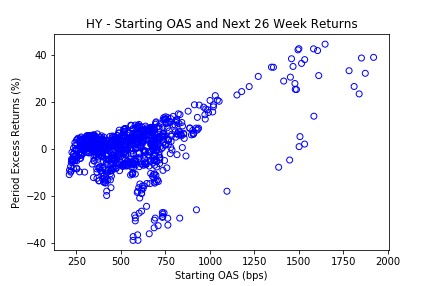 HY - Starting OAS and Next 26 Week Returns
Period Excess Returns (%)
40
20
0
−20
−40
250 500 750 1000 1250 1500 1750 2000
Starting OAS (bps)